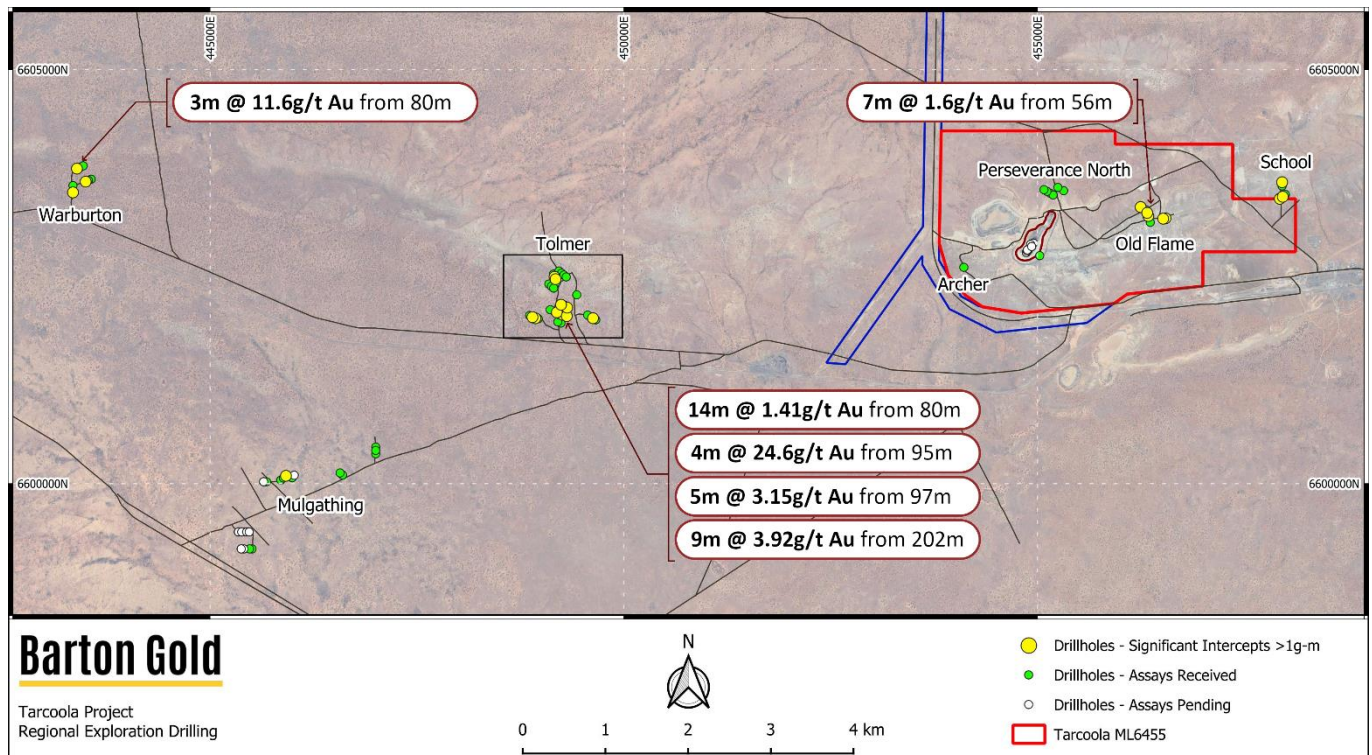 445000E
450000E
455000E
6605000N
6605000N
3m @ 11.6g/t Au from 80m
7m @ 1.6g/t Au from 56m
Perseverance North
School
Warburton
Tolmer
Old Flame
Archer
14m @ 1.41g/t Au from 80m
4m @ 24.6g/t Au from 95m
5m @ 3.15g/t Au from 97m
9m @ 3.92g/t Au from 202m
6600000N
6600000N
Mulgathing
Barton Gold
Tarcoola Project
Regional Exploration Drilling
N
0 1 2 3 4 km
Drillholes - Significant Intercepts >1g-m
Drillholes - Assays Received
Drillholes - Assays Pending
Tarcoola ML6455